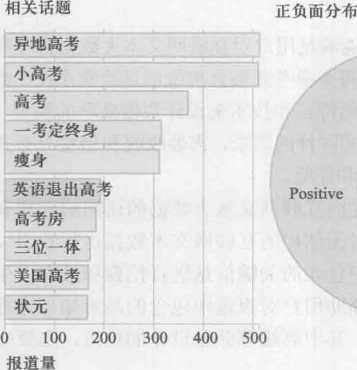 相关话题
正负面分布
异地高考
小高考
高考
一考定终身
瘦身
英语退出高考
高考房
三位一体
美国高考
状元
Positive
0 100 200 300 400 500
报道量